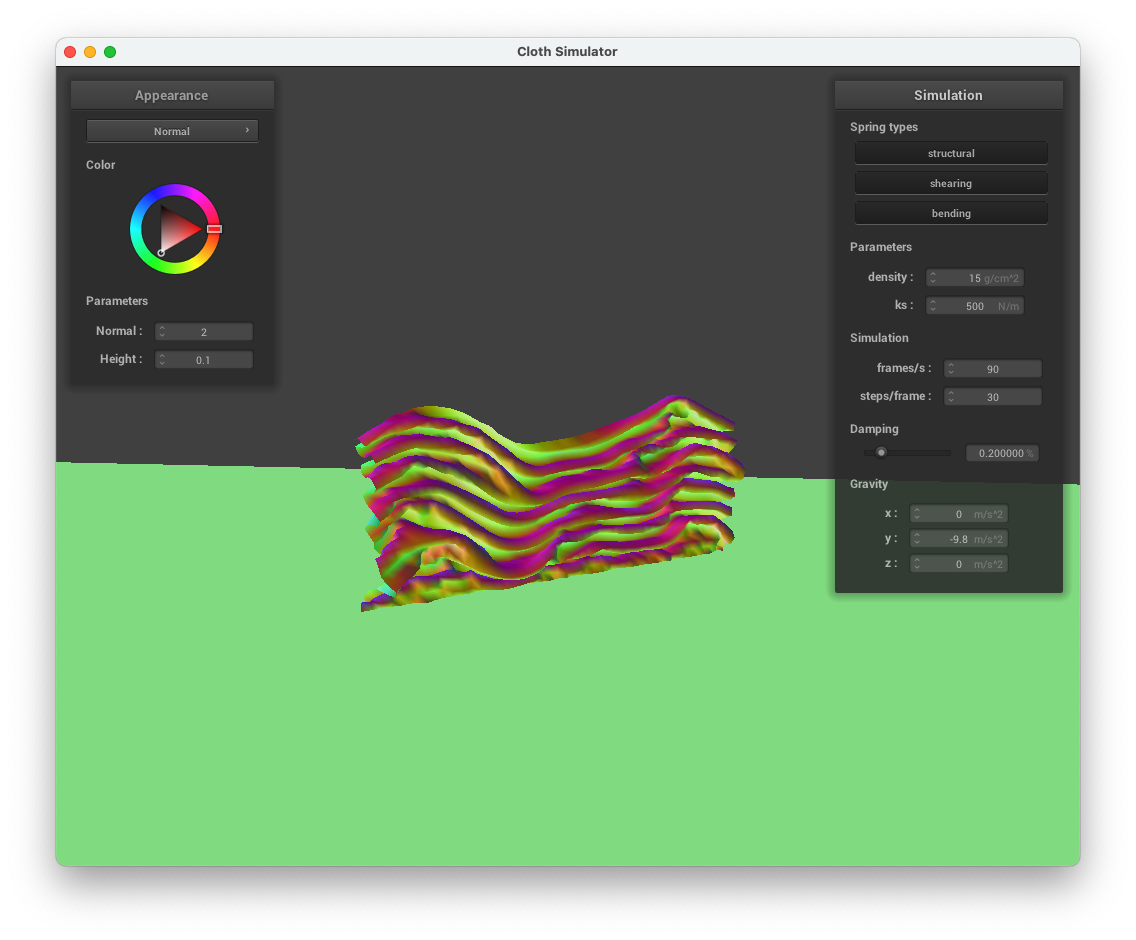 Cloth Simulator
Appearance
Normal
Color
Parameters
Normal :
2
Height :
0.1
Simulation
Spring types
structural
shearing
bending
Parameters
density :
15 g/cm^2
ks :
500 N/m
Simulation
frames/s :
90
steps/frame :
30
Damping
0.200000 %
Gravity
x :
0 m/s^2
y :
-9.8 m/s^2
z :
0 m/s^2